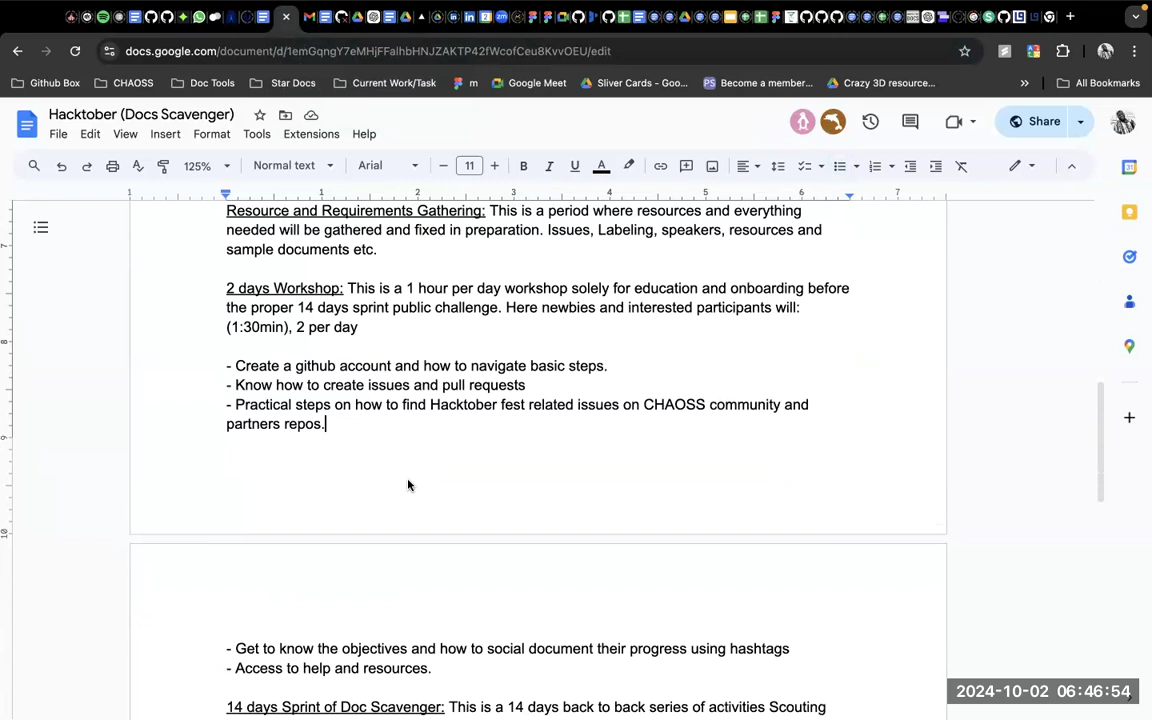 docs.google.com/document/d/1emGqngY7eMHjFFalhbHNJZAKTP42fWcofCeu8KvvOEU/edit
Github Box
CHAOSS
Doc Tools
Star Docs
Current Work/Task
m
Google Meet
Sliver Cards - Goo...
Become a member...
Crazy 3D resource...
All Bookmarks
Hacktober (Docs Scavenger)
File Edit View Insert Format Tools Extensions Help
Share
125% Normal text Arial 11
1 1 2 3 4 5 6 7
Resource and Requirements Gathering: This is a period where resources and everything
needed will be gathered and fixed in preparation. Issues, Labeling, speakers, resources and
sample documents etc.
2 days Workshop: This is a 1 hour per day workshop solely for education and onboarding before
the proper 14 days sprint public challenge. Here newbies and interested participants will:
(1:30min), 2 per day
- Create a github account and how to navigate basic steps.
- Know how to create issues and pull requests
- Practical steps on how to find Hacktober fest related issues on CHAOSS community and
partners repos.
- Get to know the objectives and how to social document their progress using hashtags
- Access to help and resources.
14 days Sprint of Doc Scavenger: This is a 14 days back to back series of activities Scouting
2024-10-02 06:46:54